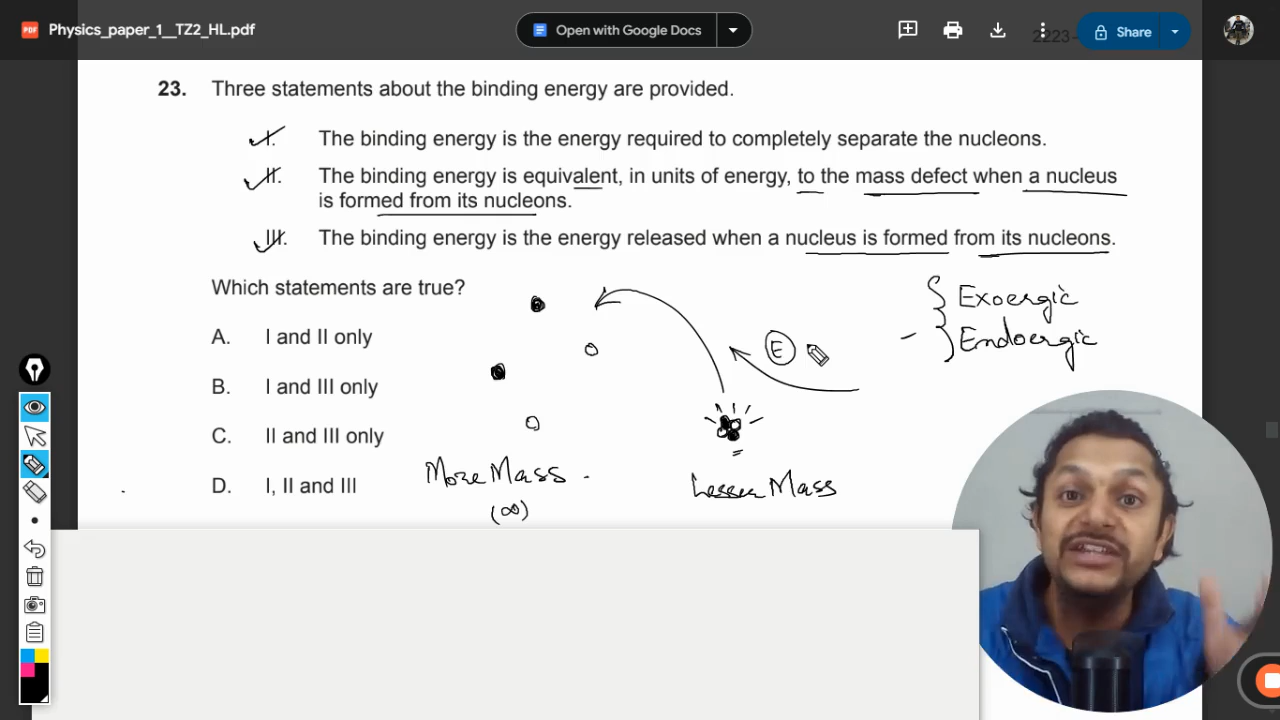 Physics_paper_1__TZ2_HL.pdf
Open with Google Docs
Share
23. Three statements about the binding energy are provided.
I. The binding energy is the energy required to completely separate the nucleons.
II. The binding energy is equivalent, in units of energy, to the mass defect when a nucleus
is formed from its nucleons.
III. The binding energy is the energy released when a nucleus is formed from its nucleons.
Which statements are true?
A. I and II only
B. I and III only
C. II and III only
D. I, II and III
Exoergic
Endoergic
E
More Mass
(∞)
Lesser Mass